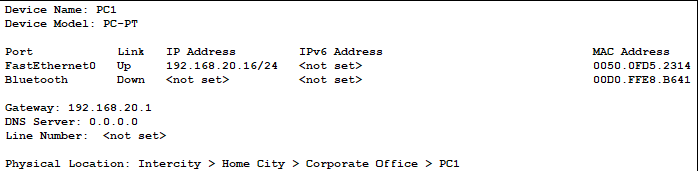 Device Name: PC1
Device Model: PC-PT
Port Link IP Address IPv6 Address MAC Address
FastEthernet0 Up 192.168.20.16/24 <not set> 0050.0FD5.2314
Bluetooth Down <not set> <not set> 00D0.FFE8.B641
Gateway: 192.168.20.1
DNS Server: 0.0.0.0
Line Number: <not set>
Physical Location: Intercity > Home City > Corporate Office > PC1